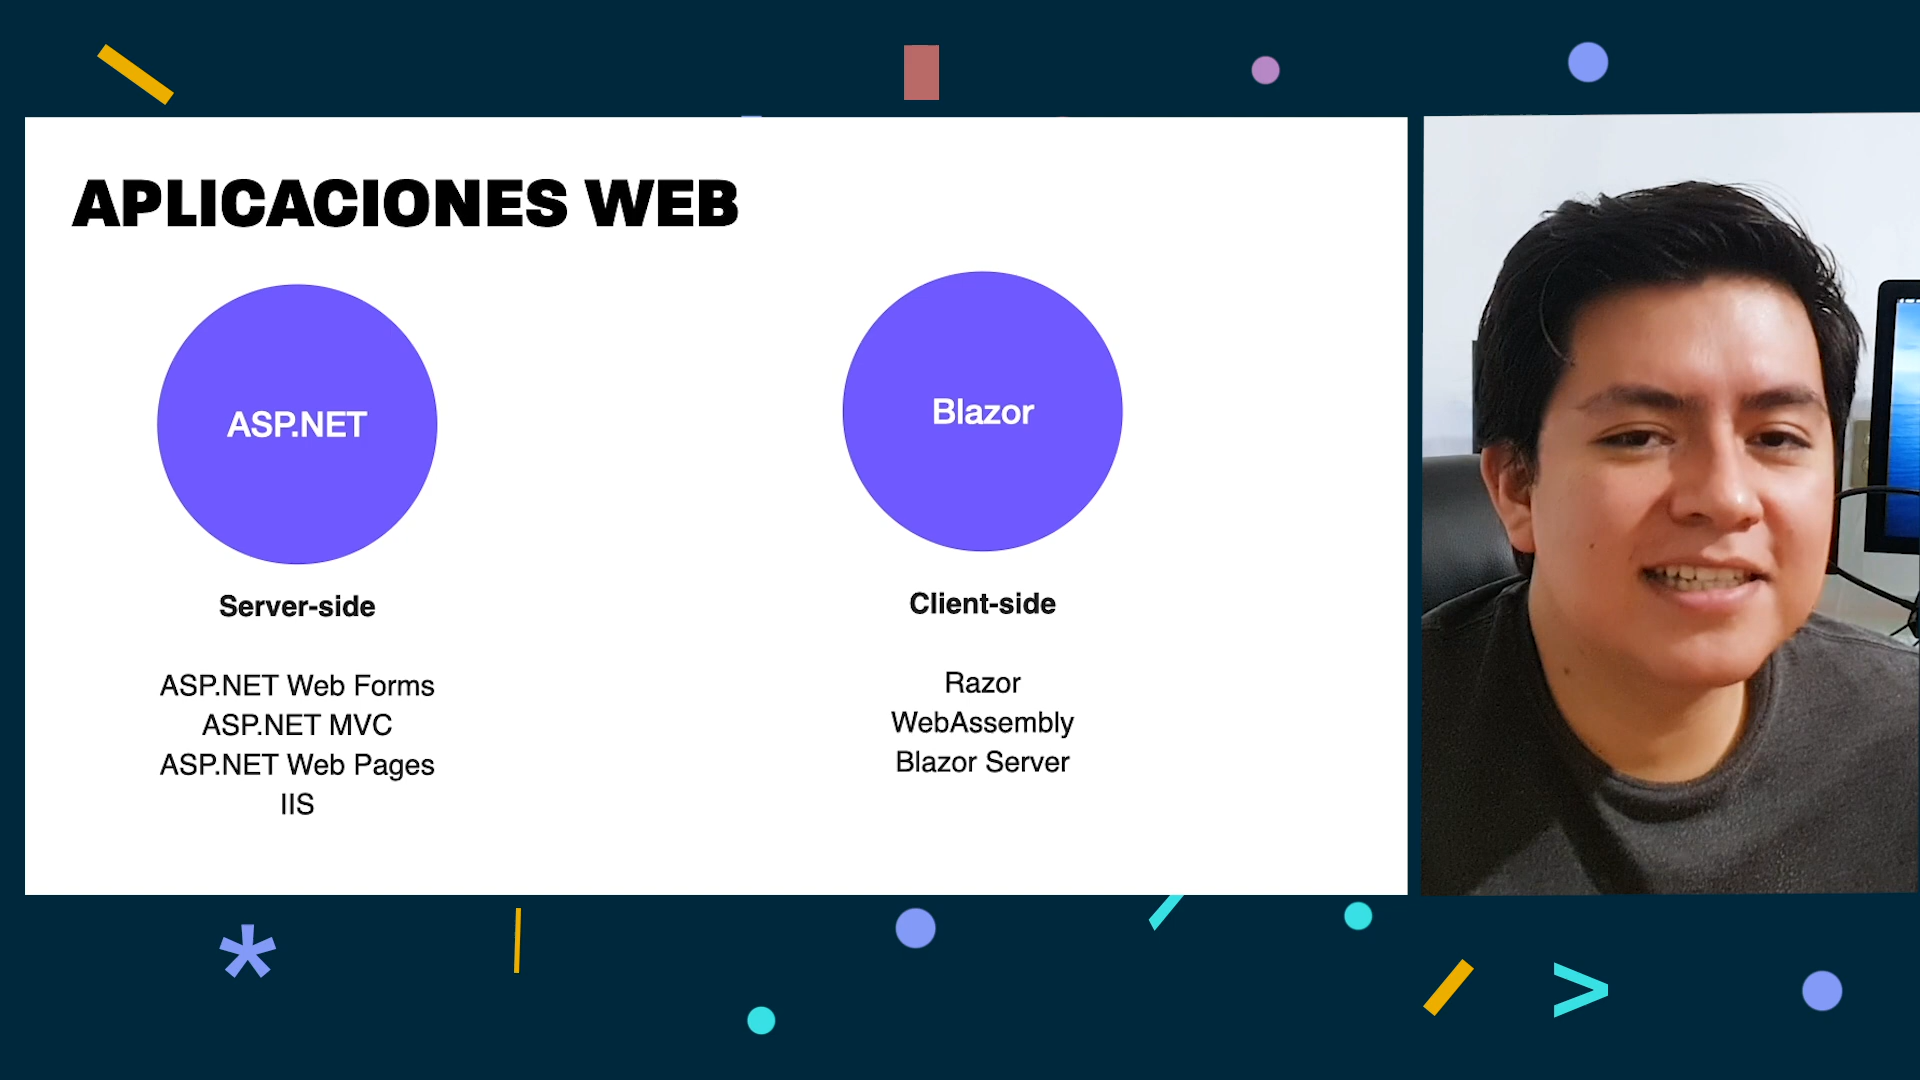 APLICACIONES WEB
ASP.NET
Server-side
ASP.NET Web Forms
ASP.NET MVC
ASP.NET Web Pages
IIS
Blazor
Client-side
Razor
WebAssembly
Blazor Server